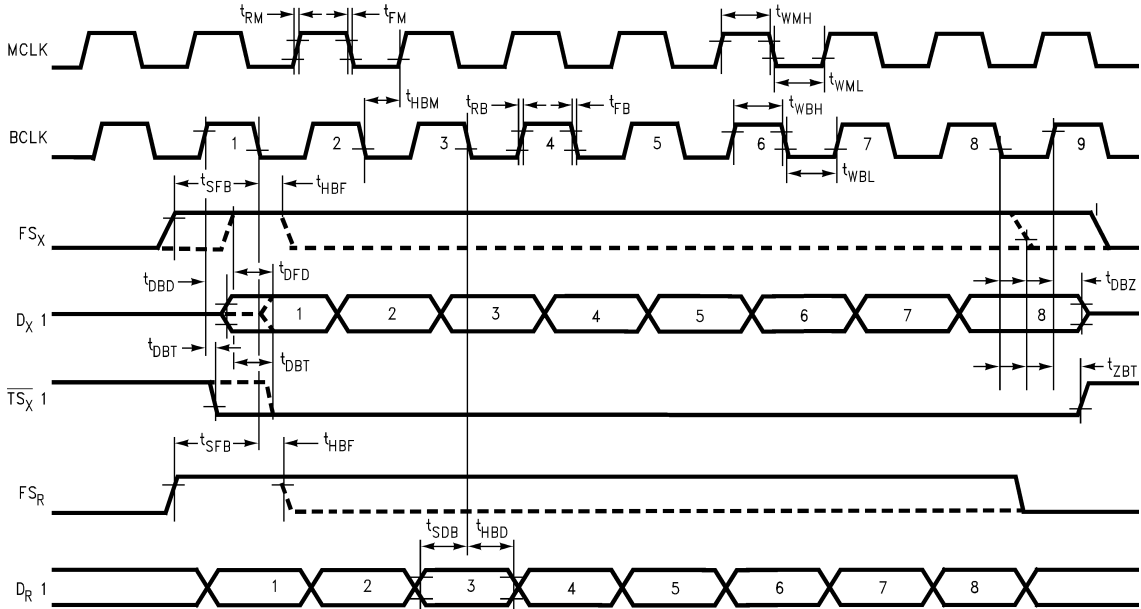 tRM tFM tWMH
MCLK
tWML
tHBM
tRB tFB tWBH
BCLK 1 2 3 4 5 6 7 8 9
tWBL
tSFB tHBF
FSX
tDFD
tDBD tDBZ
DX 1 1 2 3 4 5 6 7 8
tDBT tDBT
tZBT
TSX 1
tSFB tHBF
FSR
tSDB tHBD
DR 1 1 2 3 4 5 6 7 8